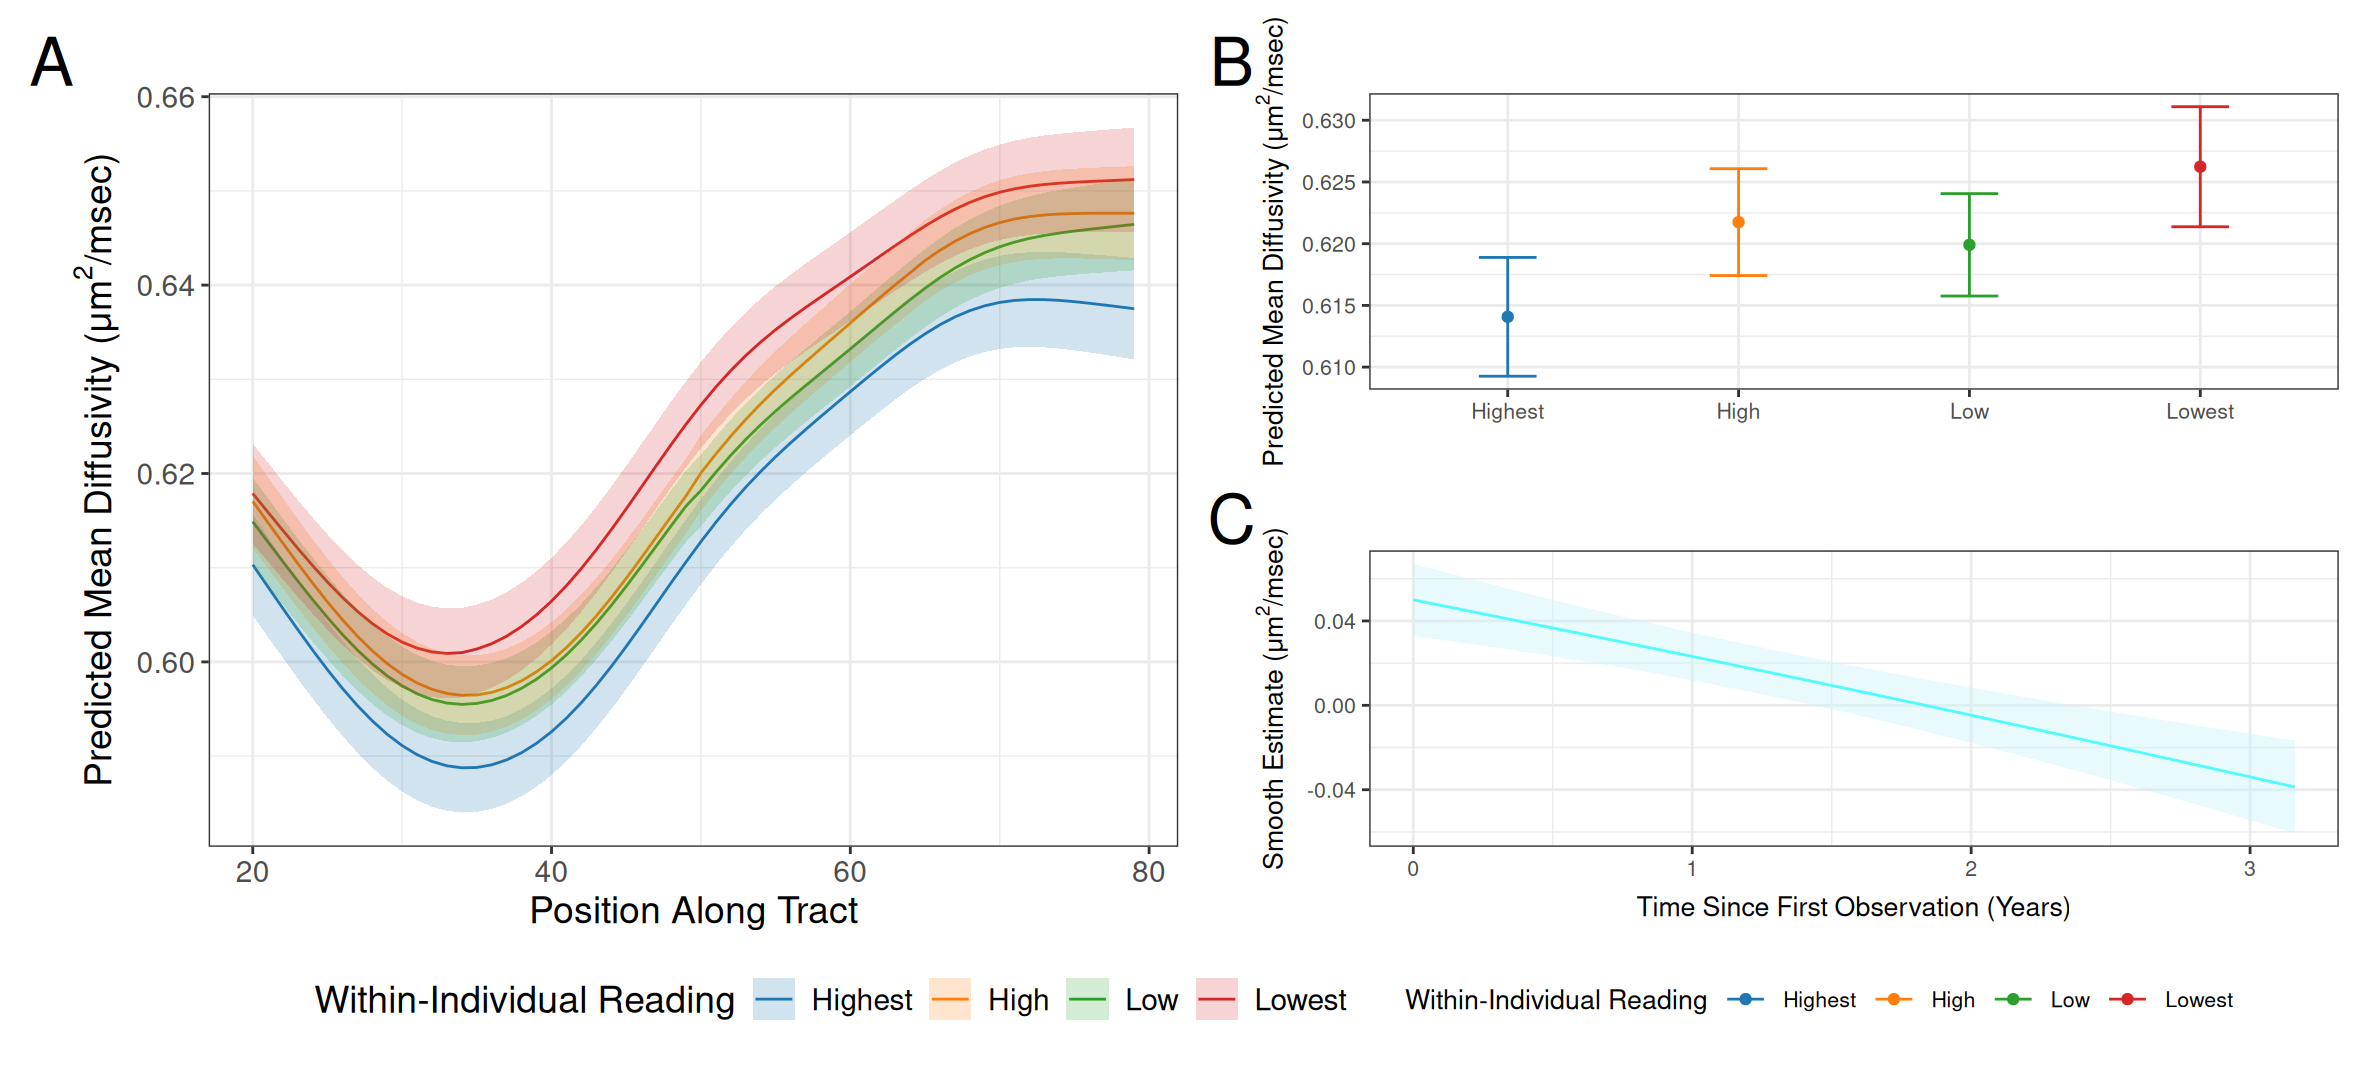 A
Predicted Mean Diffusivity (µm²/msec)
0.66
0.64
0.62
0.60
20 40 60 80
Position Along Tract
B
Predicted Mean Diffusivity (µm²/msec)
0.630
0.625
0.620
0.615
0.610
Highest High Low Lowest
C
Smooth Estimate (µm²/msec)
0.04
0.00
-0.04
0 1 2 3
Time Since First Observation (Years)
Within-Individual Reading Highest High Low Lowest
Within-Individual Reading Highest High Low Lowest